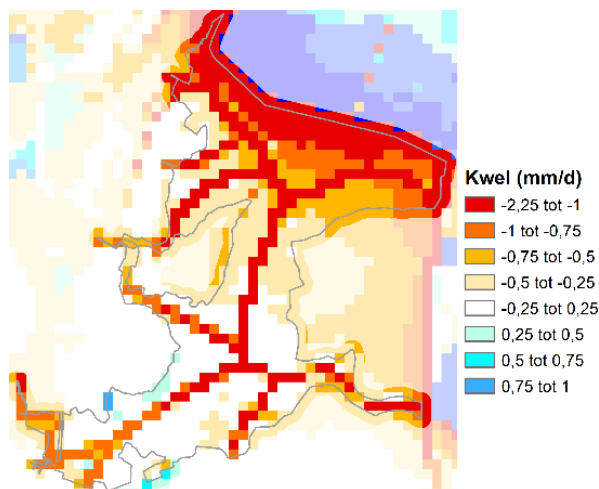 Kwel (mm/d)
-2,25 tot -1
-1 tot -0,75
-0,75 tot -0,5
-0,5 tot -0,25
-0,25 tot 0,25
0,25 tot 0,5
0,5 tot 0,75
0,75 tot 1